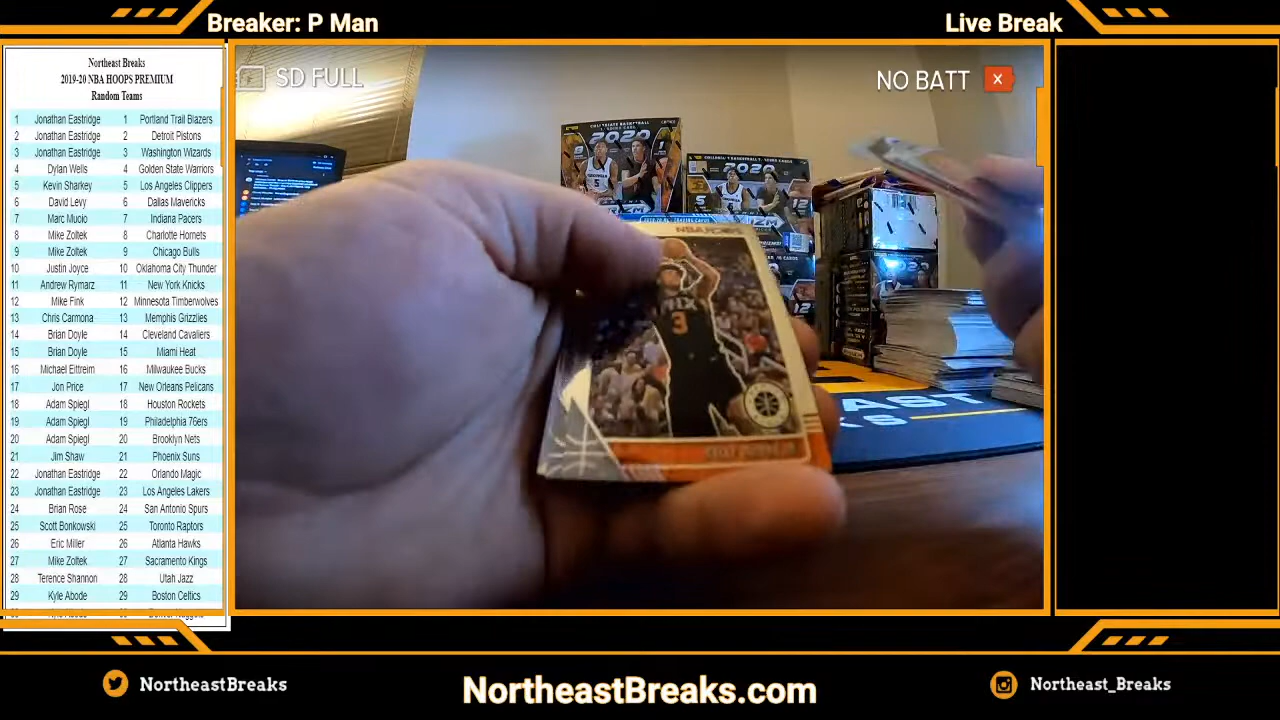 Breaker: P Man
Live Break
Northeast Breaks
2019-20 NBA HOOPS PREMIUM
Random Teams
1 Jonathan Eastridge 1 Portland Trail Blazers
2 Jonathan Eastridge 2 Detroit Pistons
3 Jonathan Eastridge 3 Washington Wizards
4 Dylan Wells 4 Golden State Warriors
5 Kevin Sharkey 5 Los Angeles Clippers
6 David Levy 6 Dallas Mavericks
7 Marc Mucio 7 Indiana Pacers
8 Mike Zoltek 8 Charlotte Hornets
9 Mike Zoltek 9 Chicago Bulls
10 Justin Joyce 10 Oklahoma City Thunder
11 Andrew Rymarz 11 New York Knicks
12 Mike Fink 12 Minnesota Timberwolves
13 Chris Carmona 13 Memphis Grizzlies
14 Brian Doyle 14 Cleveland Cavaliers
15 Brian Doyle 15 Miami Heat
16 Michael Eittreim 16 Milwaukee Bucks
17 Jon Price 17 New Orleans Pelicans
18 Adam Spiegl 18 Houston Rockets
19 Adam Spiegl 19 Philadelphia 76ers
20 Adam Spiegl 20 Brooklyn Nets
21 Jim Shaw 21 Phoenix Suns
22 Jonathan Eastridge 22 Orlando Magic
23 Jonathan Eastridge 23 Los Angeles Lakers
24 Brian Rose 24 San Antonio Spurs
25 Scott Bonkowski 25 Toronto Raptors
26 Eric Miller 26 Atlanta Hawks
27 Mike Zoltek 27 Sacramento Kings
28 Terence Shannon 28 Utah Jazz
29 Kyle Abode 29 Boston Celtics
SD FULL
NO BATT
2020
2020
3
NortheastBreaks
NortheastBreaks.com
Northeast_Breaks